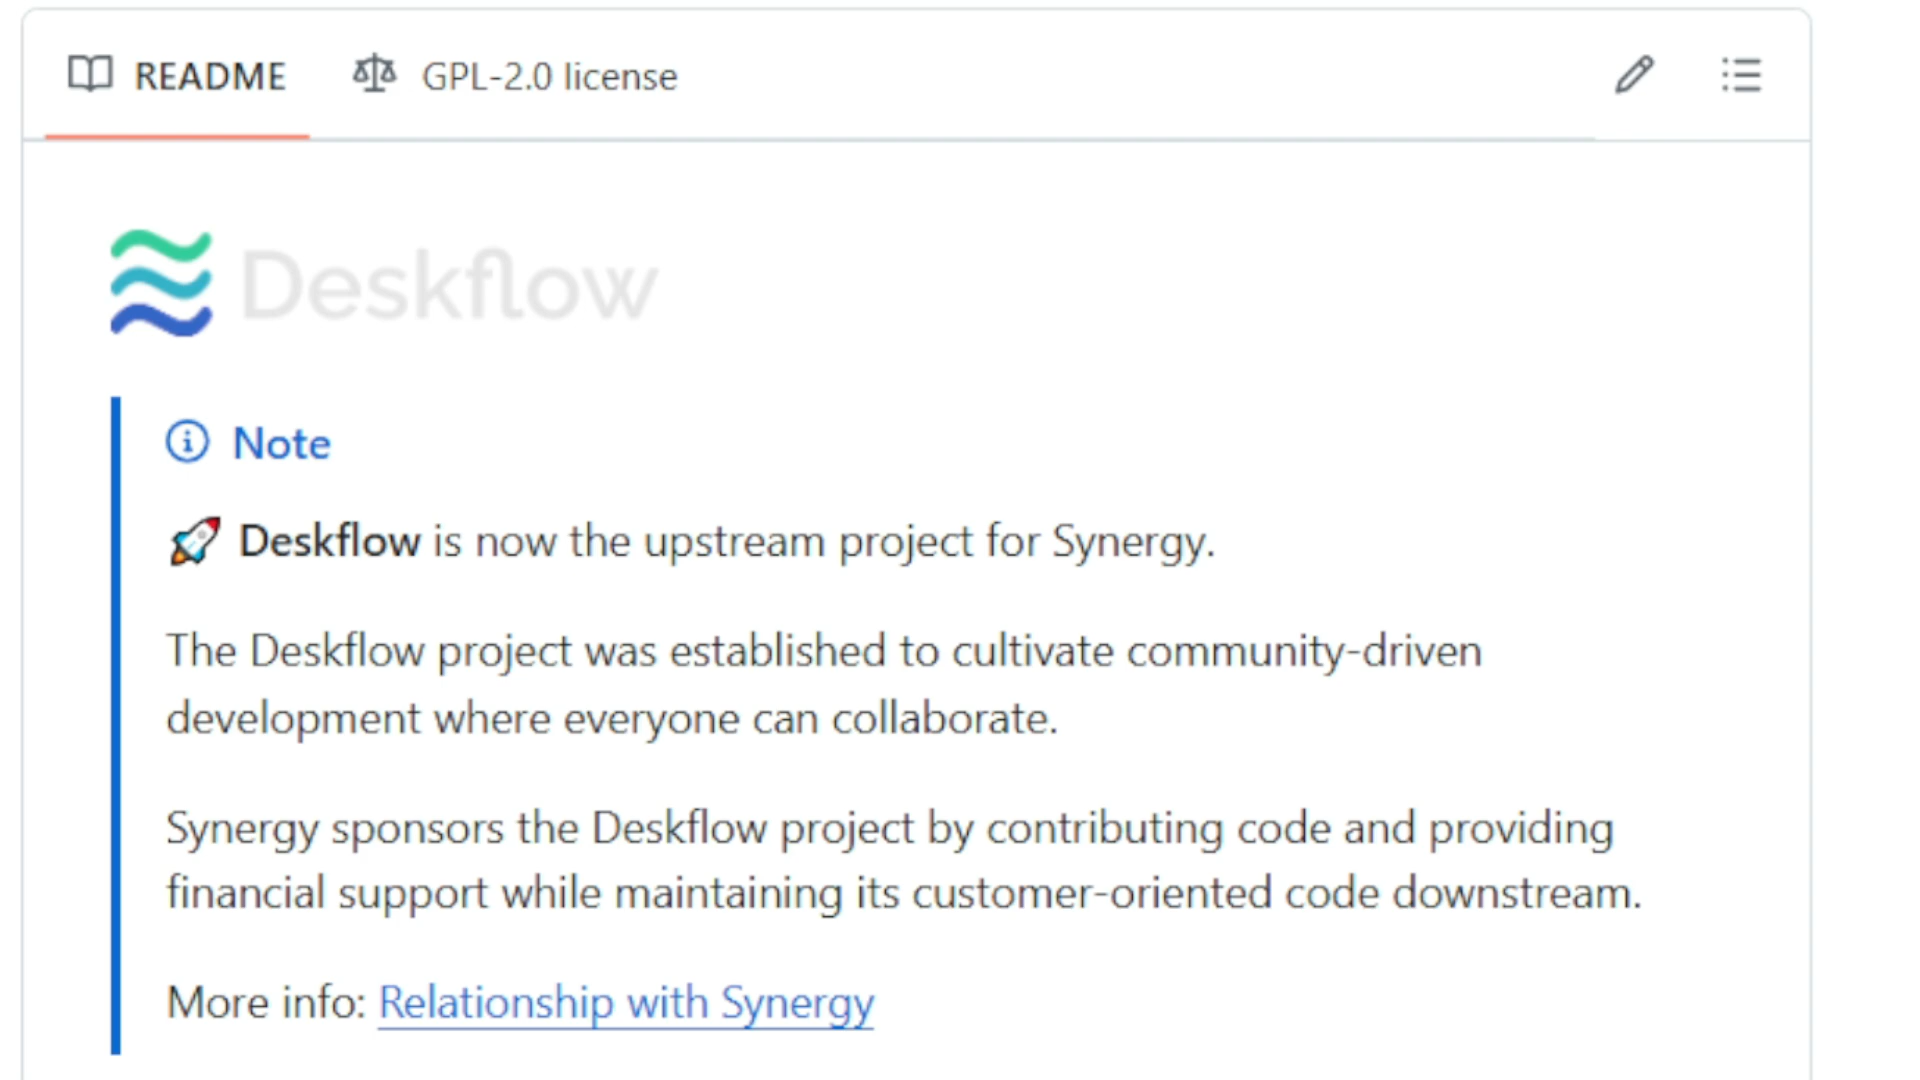 README GPL-2.0 license
Deskflow
Note
🚀 Deskflow is now the upstream project for Synergy.
The Deskflow project was established to cultivate community-driven
development where everyone can collaborate.
Synergy sponsors the Deskflow project by contributing code and providing
financial support while maintaining its customer-oriented code downstream.
More info: Relationship with Synergy